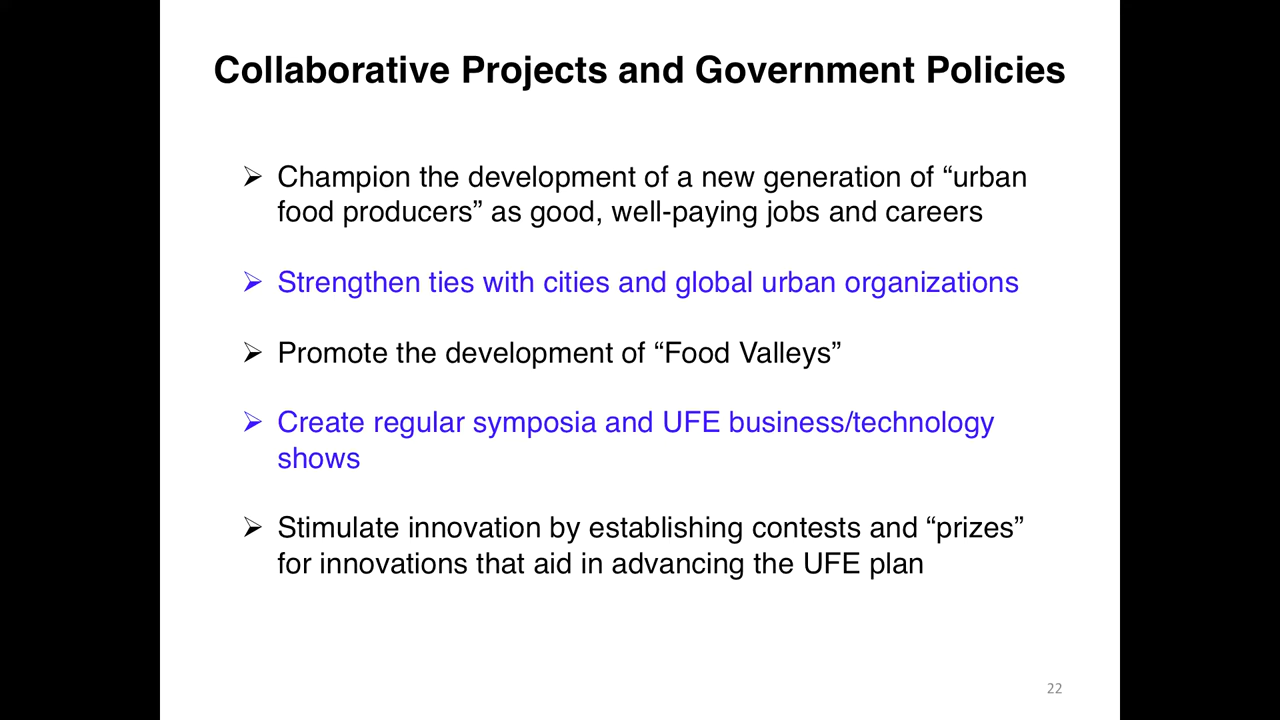 Collaborative Projects and Government Policies
➢ Champion the development of a new generation of “urban
food producers” as good, well-paying jobs and careers
➢ Strengthen ties with cities and global urban organizations
➢ Promote the development of “Food Valleys”
➢ Create regular symposia and UFE business/technology
shows
➢ Stimulate innovation by establishing contests and “prizes”
for innovations that aid in advancing the UFE plan
22